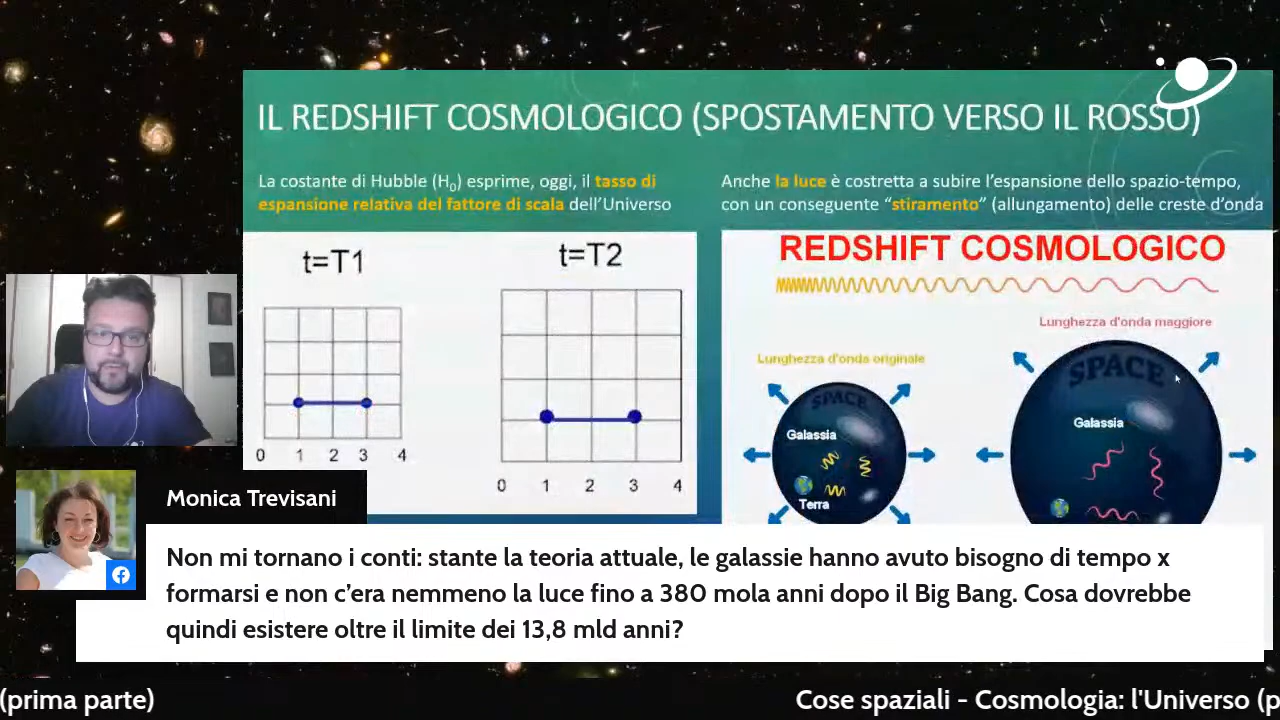 IL REDSHIFT COSMOLOGICO (SPOSTAMENTO VERSO IL ROSSO)
La costante di Hubble (H₀) esprime, oggi, il tasso di
espansione relativa del fattore di scala dell'Universo
Anche la luce è costretta a subire l'espansione dello spazio-tempo,
con un conseguente "stiramento" (allungamento) delle creste d'onda
t=T1
t=T2
0 1 2 3 4
0 1 2 3 4
REDSHIFT COSMOLOGICO
Lunghezza d'onda maggiore
Lunghezza d'onda originale
SPACE
Galassia
Terra
SPACE
Galassia
Monica Trevisani
Non mi tornano i conti: stante la teoria attuale, le galassie hanno avuto bisogno di tempo x
formarsi e non c'era nemmeno la luce fino a 380 mola anni dopo il Big Bang. Cosa dovrebbe
quindi esistere oltre il limite dei 13,8 mld anni?
(prima parte)
Cose spaziali - Cosmologia: l'Universo (p